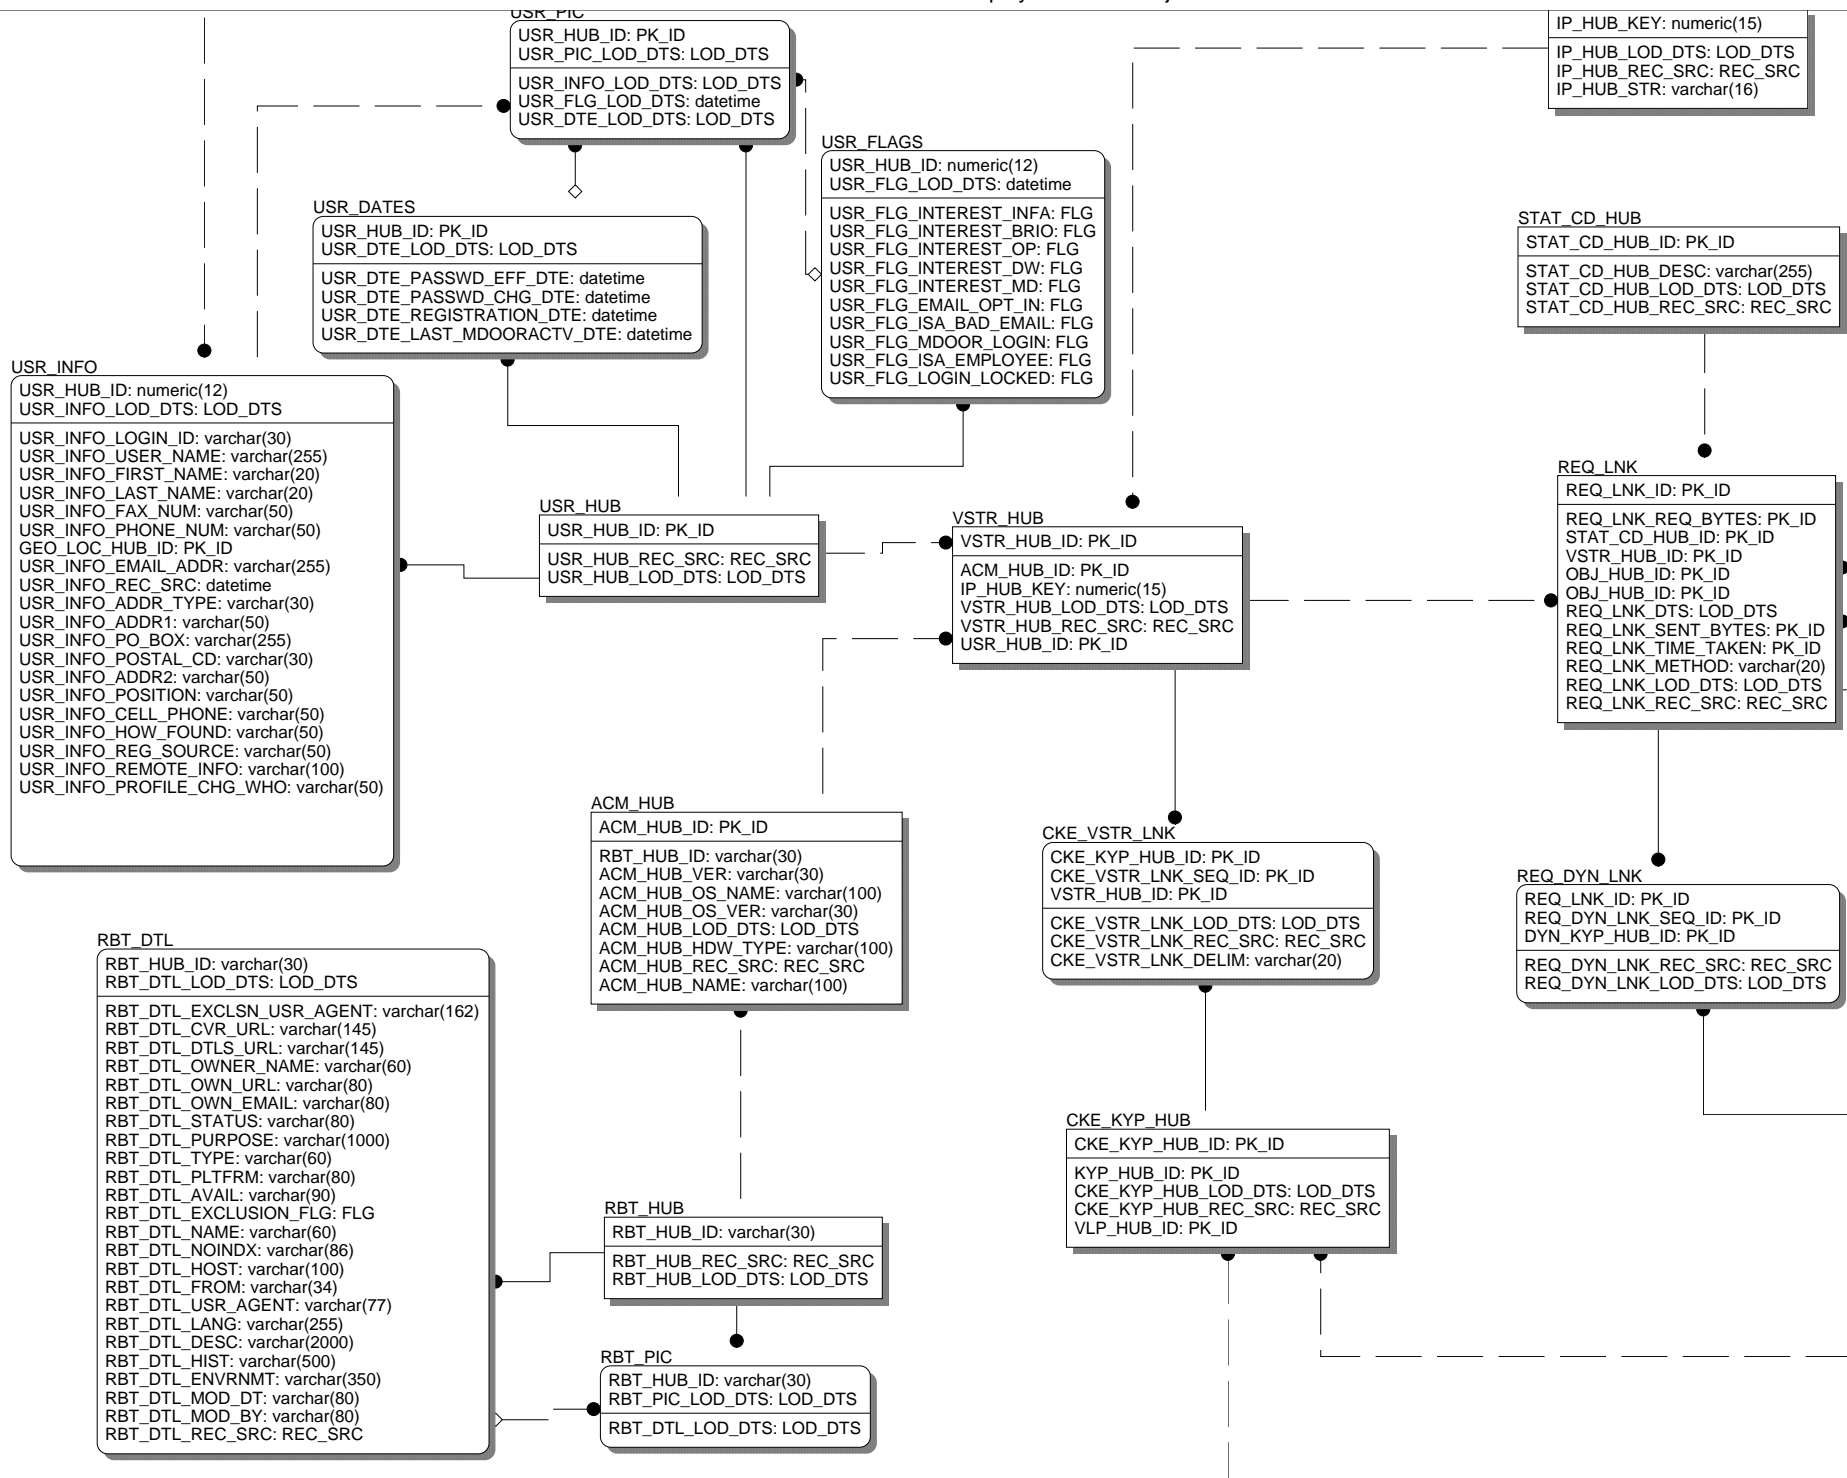 USR_PIC
USR_HUB_ID: PK_ID
USR_PIC_LOD_DTS: LOD_DTS
USR_INFO_LOD_DTS: LOD_DTS
USR_FLG_LOD_DTS: datetime
USR_DTE_LOD_DTS: LOD_DTS
IP_HUB_KEY: numeric(15)
IP_HUB_LOD_DTS: LOD_DTS
IP_HUB_REC_SRC: REC_SRC
IP_HUB_STR: varchar(16)
USR_FLAGS
USR_HUB_ID: numeric(12)
USR_FLG_LOD_DTS: datetime
USR_FLG_INTEREST_INFA: FLG
USR_FLG_INTEREST_BRIO: FLG
USR_FLG_INTEREST_OP: FLG
USR_FLG_INTEREST_DW: FLG
USR_FLG_INTEREST_MD: FLG
USR_FLG_EMAIL_OPT_IN: FLG
USR_FLG_ISA_BAD_EMAIL: FLG
USR_FLG_MDOOR_LOGIN: FLG
USR_FLG_ISA_EMPLOYEE: FLG
USR_FLG_LOGIN_LOCKED: FLG
USR_DATES
USR_HUB_ID: PK_ID
USR_DTE_LOD_DTS: LOD_DTS
USR_DTE_PASSWD_EFF_DTE: datetime
USR_DTE_PASSWD_CHG_DTE: datetime
USR_DTE_REGISTRATION_DTE: datetime
USR_DTE_LAST_MDOORACTV_DTE: datetime
STAT_CD_HUB
STAT_CD_HUB_ID: PK_ID
STAT_CD_HUB_DESC: varchar(255)
STAT_CD_HUB_LOD_DTS: LOD_DTS
STAT_CD_HUB_REC_SRC: REC_SRC
USR_INFO
USR_HUB_ID: numeric(12)
USR_INFO_LOD_DTS: LOD_DTS
USR_INFO_LOGIN_ID: varchar(30)
USR_INFO_USER_NAME: varchar(255)
USR_INFO_FIRST_NAME: varchar(20)
USR_INFO_LAST_NAME: varchar(20)
USR_INFO_FAX_NUM: varchar(50)
USR_INFO_PHONE_NUM: varchar(50)
GEO_LOC_HUB_ID: PK_ID
USR_INFO_EMAIL_ADDR: varchar(255)
USR_INFO_REC_SRC: datetime
USR_INFO_ADDR_TYPE: varchar(30)
USR_INFO_ADDR1: varchar(50)
USR_INFO_PO_BOX: varchar(255)
USR_INFO_POSTAL_CD: varchar(30)
USR_INFO_ADDR2: varchar(50)
USR_INFO_POSITION: varchar(50)
USR_INFO_CELL_PHONE: varchar(50)
USR_INFO_HOW_FOUND: varchar(50)
USR_INFO_REG_SOURCE: varchar(50)
USR_INFO_REMOTE_INFO: varchar(100)
USR_INFO_PROFILE_CHG_WHO: varchar(50)
USR_HUB
USR_HUB_ID: PK_ID
USR_HUB_REC_SRC: REC_SRC
USR_HUB_LOD_DTS: LOD_DTS
VSTR_HUB
VSTR_HUB_ID: PK_ID
ACM_HUB_ID: PK_ID
IP_HUB_KEY: numeric(15)
VSTR_HUB_LOD_DTS: LOD_DTS
VSTR_HUB_REC_SRC: REC_SRC
USR_HUB_ID: PK_ID
REQ_LNK
REQ_LNK_ID: PK_ID
REQ_LNK_REQ_BYTES: PK_ID
STAT_CD_HUB_ID: PK_ID
VSTR_HUB_ID: PK_ID
OBJ_HUB_ID: PK_ID
OBJ_HUB_ID: PK_ID
REQ_LNK_DTS: LOD_DTS
REQ_LNK_SENT_BYTES: PK_ID
REQ_LNK_TIME_TAKEN: PK_ID
REQ_LNK_METHOD: varchar(20)
REQ_LNK_LOD_DTS: LOD_DTS
REQ_LNK_REC_SRC: REC_SRC
ACM_HUB
ACM_HUB_ID: PK_ID
RBT_HUB_ID: varchar(30)
ACM_HUB_VER: varchar(30)
ACM_HUB_OS_NAME: varchar(100)
ACM_HUB_OS_VER: varchar(30)
ACM_HUB_LOD_DTS: LOD_DTS
ACM_HUB_HDW_TYPE: varchar(100)
ACM_HUB_REC_SRC: REC_SRC
ACM_HUB_NAME: varchar(100)
CKE_VSTR_LNK
CKE_KYP_HUB_ID: PK_ID
CKE_VSTR_LNK_SEQ_ID: PK_ID
VSTR_HUB_ID: PK_ID
CKE_VSTR_LNK_LOD_DTS: LOD_DTS
CKE_VSTR_LNK_REC_SRC: REC_SRC
CKE_VSTR_LNK_DELIM: varchar(20)
REQ_DYN_LNK
REQ_LNK_ID: PK_ID
REQ_DYN_LNK_SEQ_ID: PK_ID
DYN_KYP_HUB_ID: PK_ID
REQ_DYN_LNK_REC_SRC: REC_SRC
REQ_DYN_LNK_LOD_DTS: LOD_DTS
RBT_DTL
RBT_HUB_ID: varchar(30)
RBT_DTL_LOD_DTS: LOD_DTS
RBT_DTL_EXCLSN_USR_AGENT: varchar(162)
RBT_DTL_CVR_URL: varchar(145)
RBT_DTL_DTLS_URL: varchar(145)
RBT_DTL_OWNER_NAME: varchar(60)
RBT_DTL_OWN_URL: varchar(80)
RBT_DTL_OWN_EMAIL: varchar(80)
RBT_DTL_STATUS: varchar(80)
RBT_DTL_PURPOSE: varchar(1000)
RBT_DTL_TYPE: varchar(60)
RBT_DTL_PLTFRM: varchar(80)
RBT_DTL_AVAIL: varchar(90)
RBT_DTL_EXCLUSION_FLG: FLG
RBT_DTL_NAME: varchar(60)
RBT_DTL_NOINDX: varchar(86)
RBT_DTL_HOST: varchar(100)
RBT_DTL_FROM: varchar(34)
RBT_DTL_USR_AGENT: varchar(77)
RBT_DTL_LANG: varchar(255)
RBT_DTL_DESC: varchar(2000)
RBT_DTL_HIST: varchar(500)
RBT_DTL_ENVRNMT: varchar(350)
RBT_DTL_MOD_DT: varchar(80)
RBT_DTL_MOD_BY: varchar(80)
RBT_DTL_REC_SRC: REC_SRC
CKE_KYP_HUB
CKE_KYP_HUB_ID: PK_ID
KYP_HUB_ID: PK_ID
CKE_KYP_HUB_LOD_DTS: LOD_DTS
CKE_KYP_HUB_REC_SRC: REC_SRC
VLP_HUB_ID: PK_ID
RBT_HUB
RBT_HUB_ID: varchar(30)
RBT_HUB_REC_SRC: REC_SRC
RBT_HUB_LOD_DTS: LOD_DTS
RBT_PIC
RBT_HUB_ID: varchar(30)
RBT_PIC_LOD_DTS: LOD_DTS
RBT_DTL_LOD_DTS: LOD_DTS